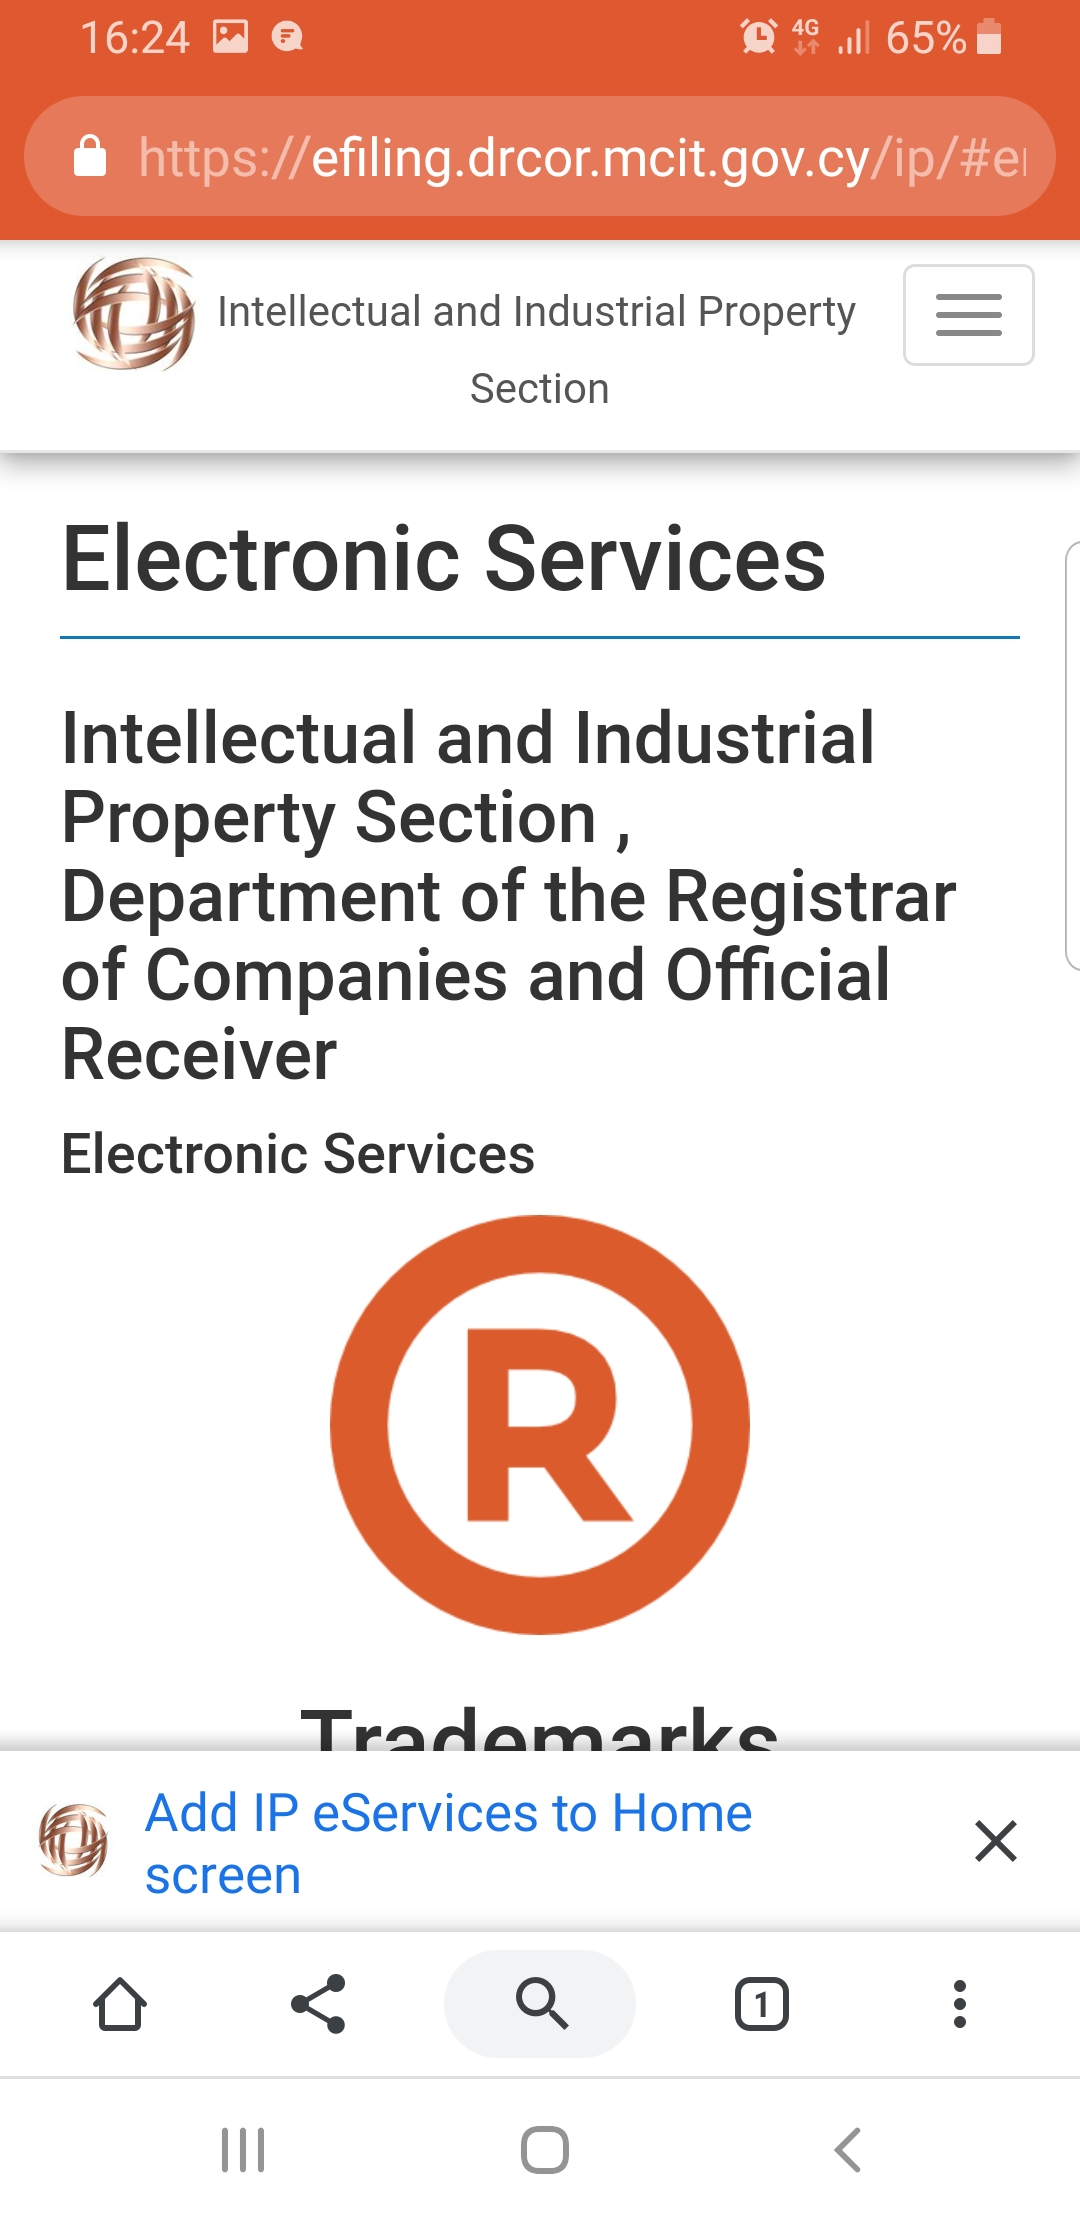 16:24
4G
65%
https://efiling.drcor.mcit.gov.cy/ip/#e
Intellectual and Industrial Property
Section
Electronic Services
Intellectual and Industrial
Property Section ,
Department of the Registrar
of Companies and Official
Receiver
Electronic Services
R
Trademarks
Add IP eServices to Home
screen
1